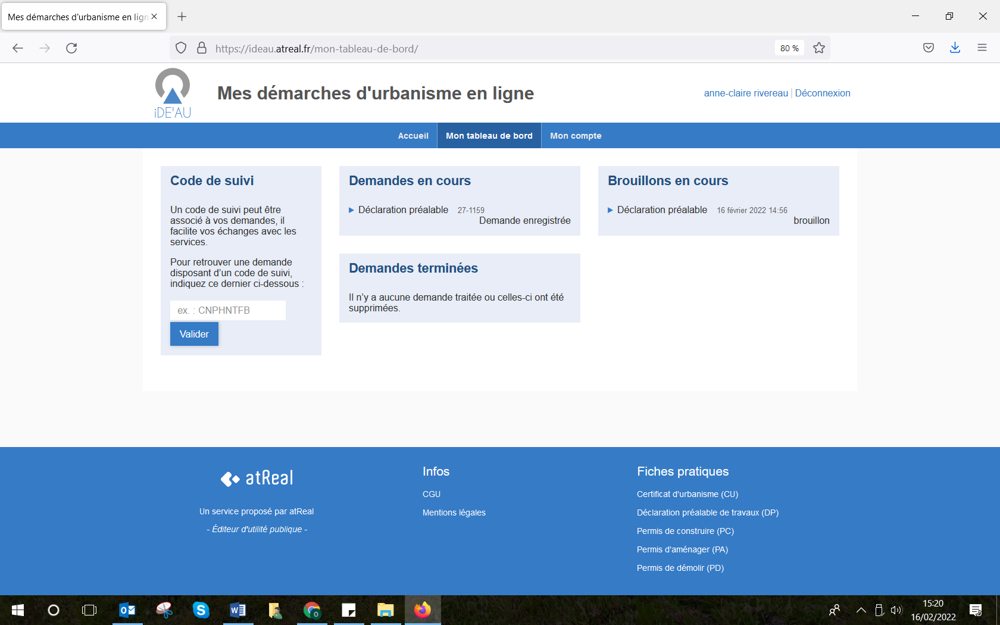 Mes démarches d'urbanisme en lign
https://ideau.atreal.fr/mon-tableau-de-bord/
80 %
iDE'AU
Mes démarches d'urbanisme en ligne
anne-claire rivereau | Déconnexion
Accueil
Mon tableau de bord
Mon compte
Code de suivi
Un code de suivi peut être
associé à vos demandes, il
facilite vos échanges avec les
services.
Pour retrouver une demande
disposant d’un code de suivi,
indiquez ce dernier ci-dessous :
ex. : CNPHNTFB
Valider
Demandes en cours
Déclaration préalable 27-1159
Demande enregistrée
Demandes terminées
Il n’y a aucune demande traitée ou celles-ci ont été
supprimées.
Brouillons en cours
Déclaration préalable 16 février 2022 14:56
brouillon
atReal
Un service proposé par atReal
- Éditeur d'utilité publique -
Infos
CGU
Mentions légales
Fiches pratiques
Certificat d'urbanisme (CU)
Déclaration préalable de travaux (DP)
Permis de construire (PC)
Permis d'aménager (PA)
Permis de démolir (PD)
15:20
16/02/2022